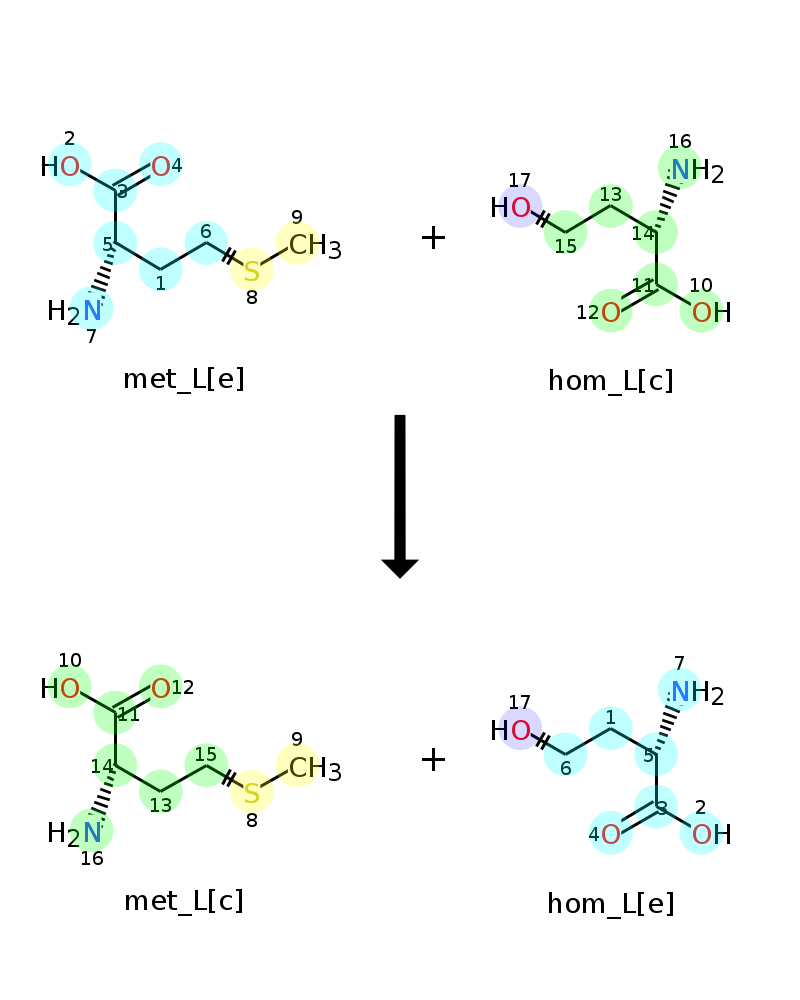 2
HO O4
3
5
6
9
CH3
S
8
1
H2N
7
met_L[e]
+
16
NH2
17
HO
13
14
15
11
10
12O OH
hom_L[c]
10
HO O12
11
14
15
9
CH3
S
8
13
H2N
16
met_L[c]
+
7
NH2
17
HO
1
5
6
3
2
4O OH
hom_L[e]